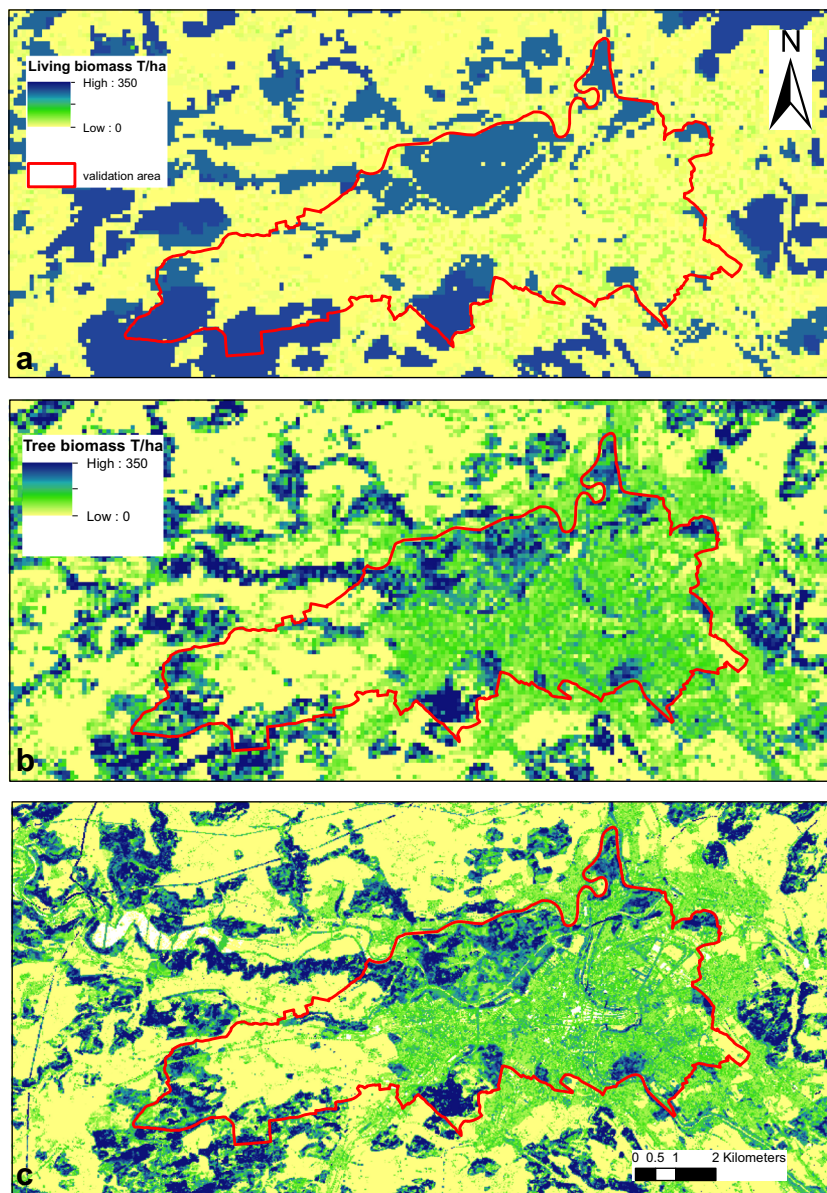 Living biomass T/ha
High : 350
Low : 0
validation area
N
a
Tree biomass T/ha
High : 350
Low : 0
b
0 0.5 1 2 Kilometers
c